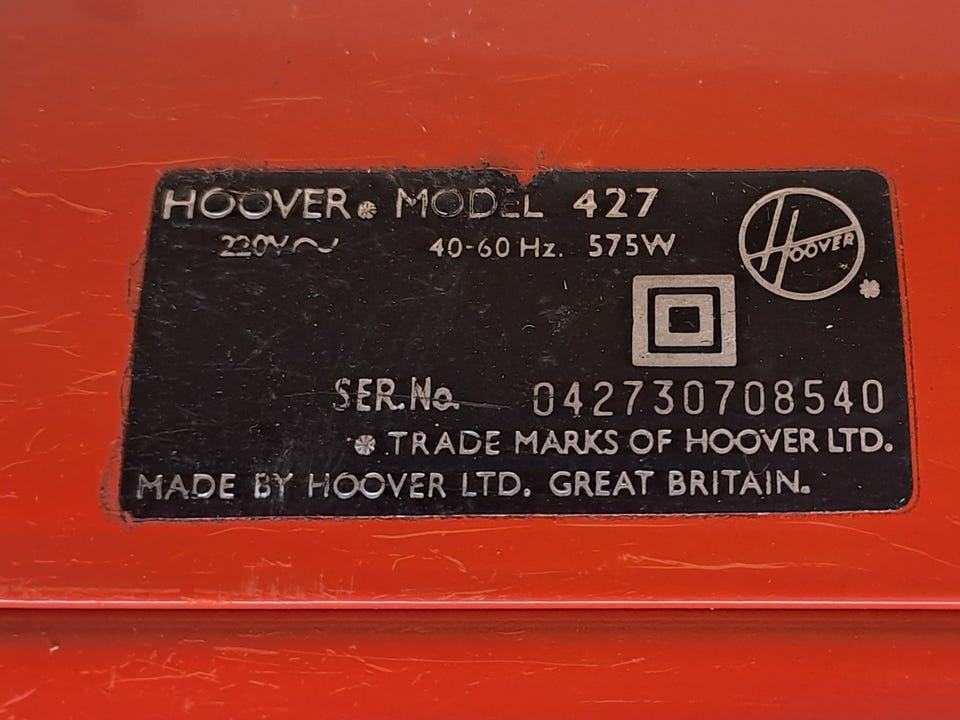 HOOVER✽ MODEL 427
220V~ 40-60 Hz. 575W
HOOVER ✽
SER.No. 042730708540
✽ TRADE MARKS OF HOOVER LTD.
MADE BY HOOVER LTD. GREAT BRITAIN.